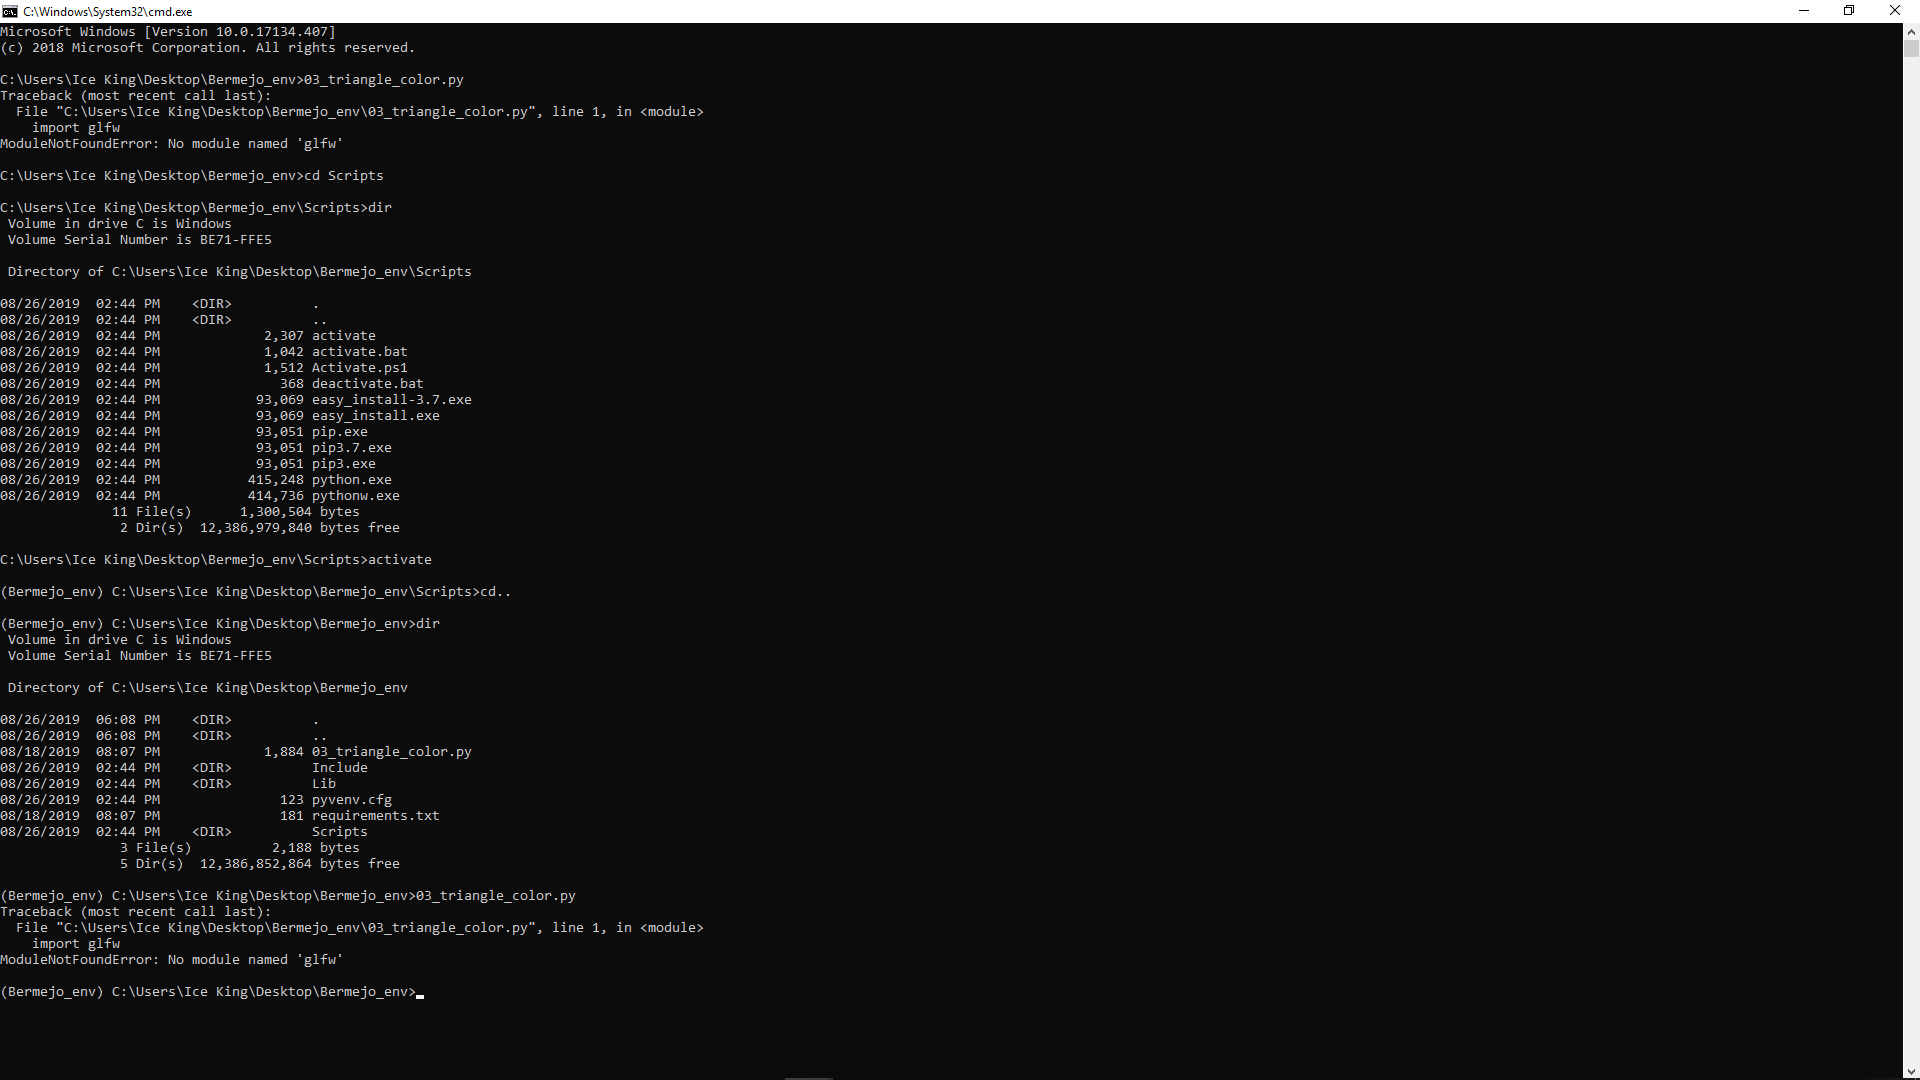 C:\Windows\System32\cmd.exe
Microsoft Windows [Version 10.0.17134.407]
(c) 2018 Microsoft Corporation. All rights reserved.
C:\Users\Ice King\Desktop\Bermejo_env>03_triangle_color.py
Traceback (most recent call last):
  File "C:\Users\Ice King\Desktop\Bermejo_env\03_triangle_color.py", line 1, in <module>
    import glfw
ModuleNotFoundError: No module named 'glfw'
C:\Users\Ice King\Desktop\Bermejo_env>cd Scripts
C:\Users\Ice King\Desktop\Bermejo_env\Scripts>dir
 Volume in drive C is Windows
 Volume Serial Number is BE71-FFE5
 Directory of C:\Users\Ice King\Desktop\Bermejo_env\Scripts
08/26/2019  02:44 PM    <DIR>          .
08/26/2019  02:44 PM    <DIR>          ..
08/26/2019  02:44 PM             2,307 activate
08/26/2019  02:44 PM             1,042 activate.bat
08/26/2019  02:44 PM             1,512 Activate.ps1
08/26/2019  02:44 PM               368 deactivate.bat
08/26/2019  02:44 PM            93,069 easy_install-3.7.exe
08/26/2019  02:44 PM            93,069 easy_install.exe
08/26/2019  02:44 PM            93,051 pip.exe
08/26/2019  02:44 PM            93,051 pip3.7.exe
08/26/2019  02:44 PM            93,051 pip3.exe
08/26/2019  02:44 PM           415,248 python.exe
08/26/2019  02:44 PM           414,736 pythonw.exe
              11 File(s)      1,300,504 bytes
               2 Dir(s)  12,386,979,840 bytes free
C:\Users\Ice King\Desktop\Bermejo_env\Scripts>activate
(Bermejo_env) C:\Users\Ice King\Desktop\Bermejo_env\Scripts>cd..
(Bermejo_env) C:\Users\Ice King\Desktop\Bermejo_env>dir
 Volume in drive C is Windows
 Volume Serial Number is BE71-FFE5
 Directory of C:\Users\Ice King\Desktop\Bermejo_env
08/26/2019  06:08 PM    <DIR>          .
08/26/2019  06:08 PM    <DIR>          ..
08/18/2019  08:07 PM             1,884 03_triangle_color.py
08/26/2019  02:44 PM    <DIR>          Include
08/26/2019  02:44 PM    <DIR>          Lib
08/26/2019  02:44 PM               123 pyvenv.cfg
08/18/2019  08:07 PM               181 requirements.txt
08/26/2019  02:44 PM    <DIR>          Scripts
               3 File(s)          2,188 bytes
               5 Dir(s)  12,386,852,864 bytes free
(Bermejo_env) C:\Users\Ice King\Desktop\Bermejo_env>03_triangle_color.py
Traceback (most recent call last):
  File "C:\Users\Ice King\Desktop\Bermejo_env\03_triangle_color.py", line 1, in <module>
    import glfw
ModuleNotFoundError: No module named 'glfw'
(Bermejo_env) C:\Users\Ice King\Desktop\Bermejo_env>